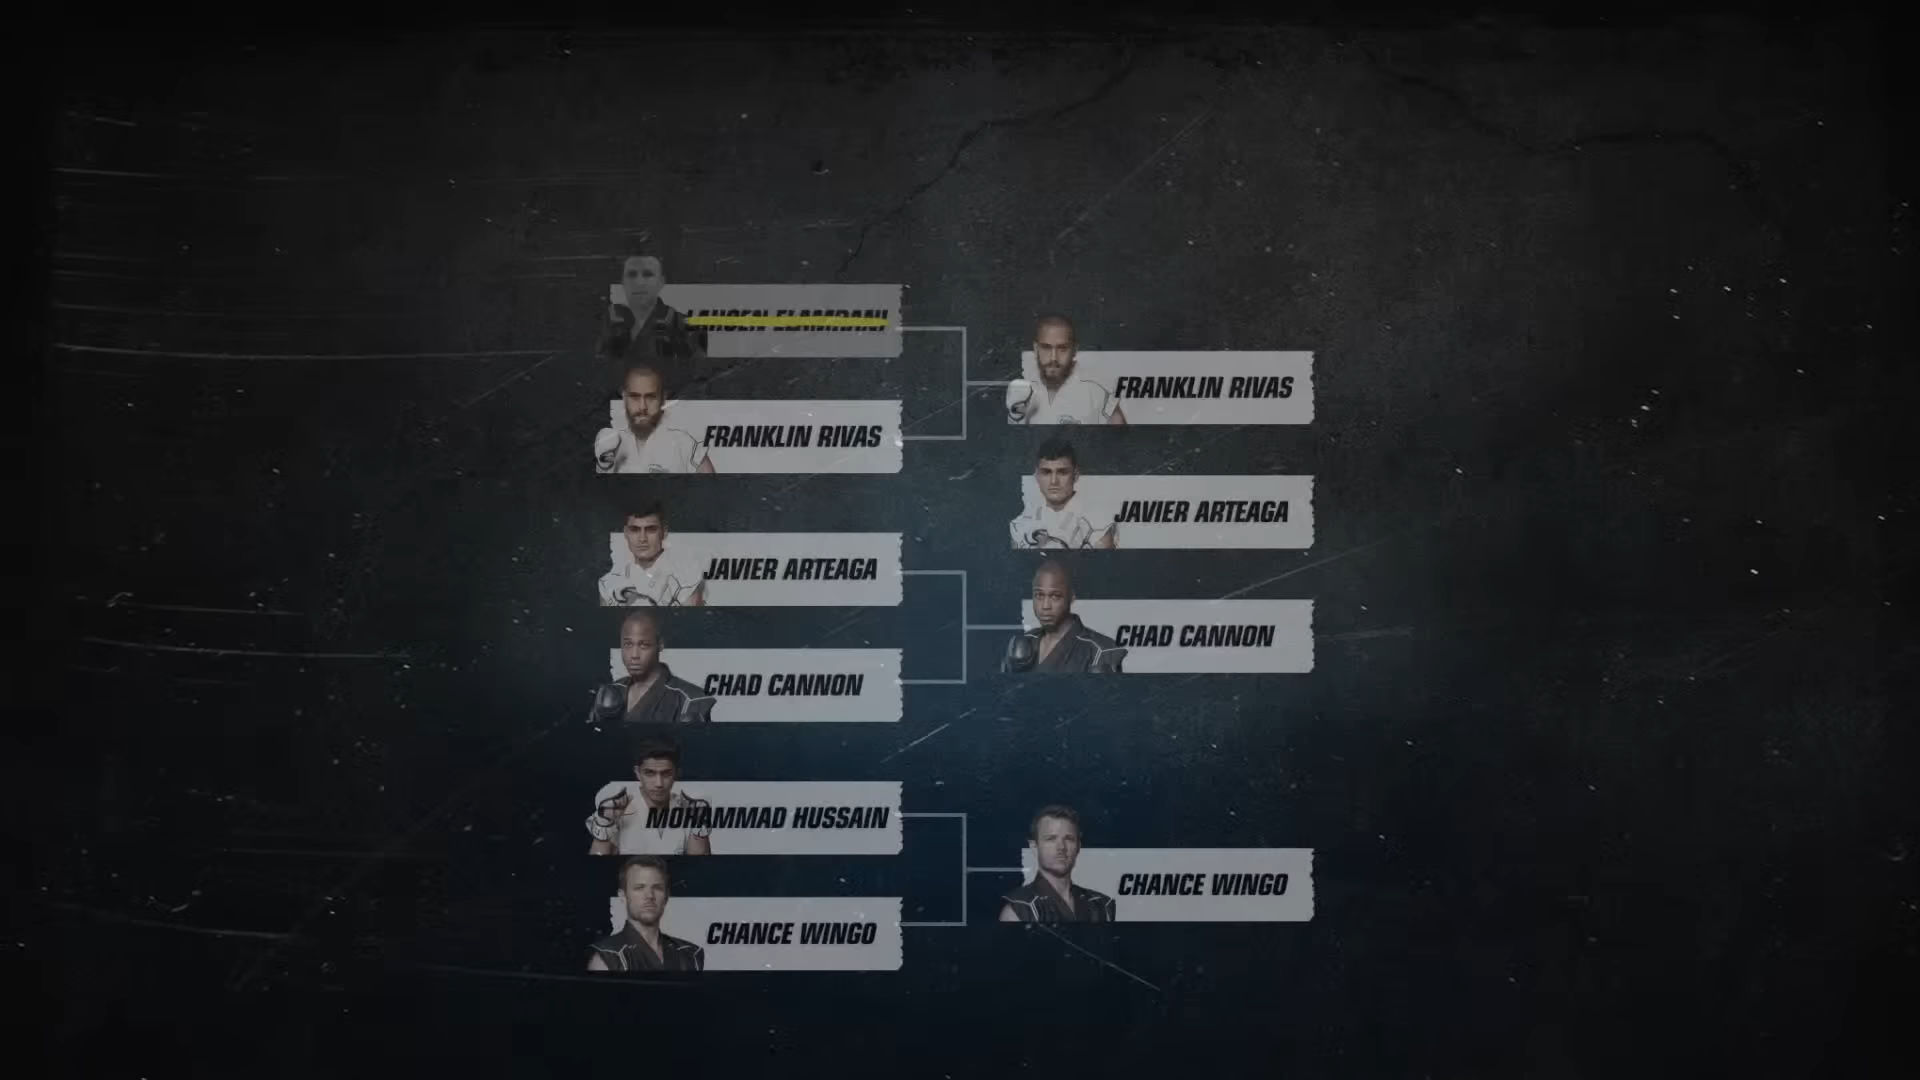 FRANKLIN RIVAS
JAVIER ARTEAGA
CHAD CANNON
MOHAMMAD HUSSAIN
CHANCE WINGO
FRANKLIN RIVAS
JAVIER ARTEAGA
CHAD CANNON
CHANCE WINGO